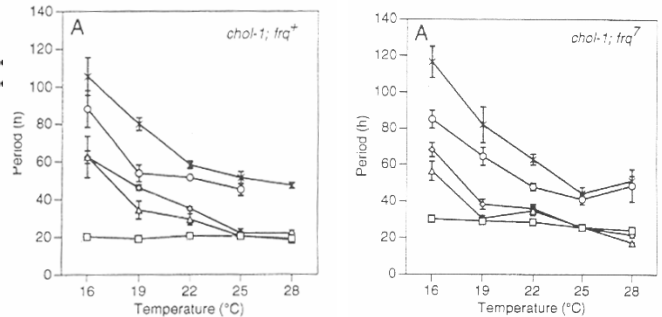 A
chol-1; frq+
140
120
100
80
60
40
20
0
Period (h)
16 19 22 25 28
Temperature (°C)
A
chol-1; frq7
140
120
100
80
60
40
20
0
Period (h)
16 19 22 25 28
Temperature (°C)